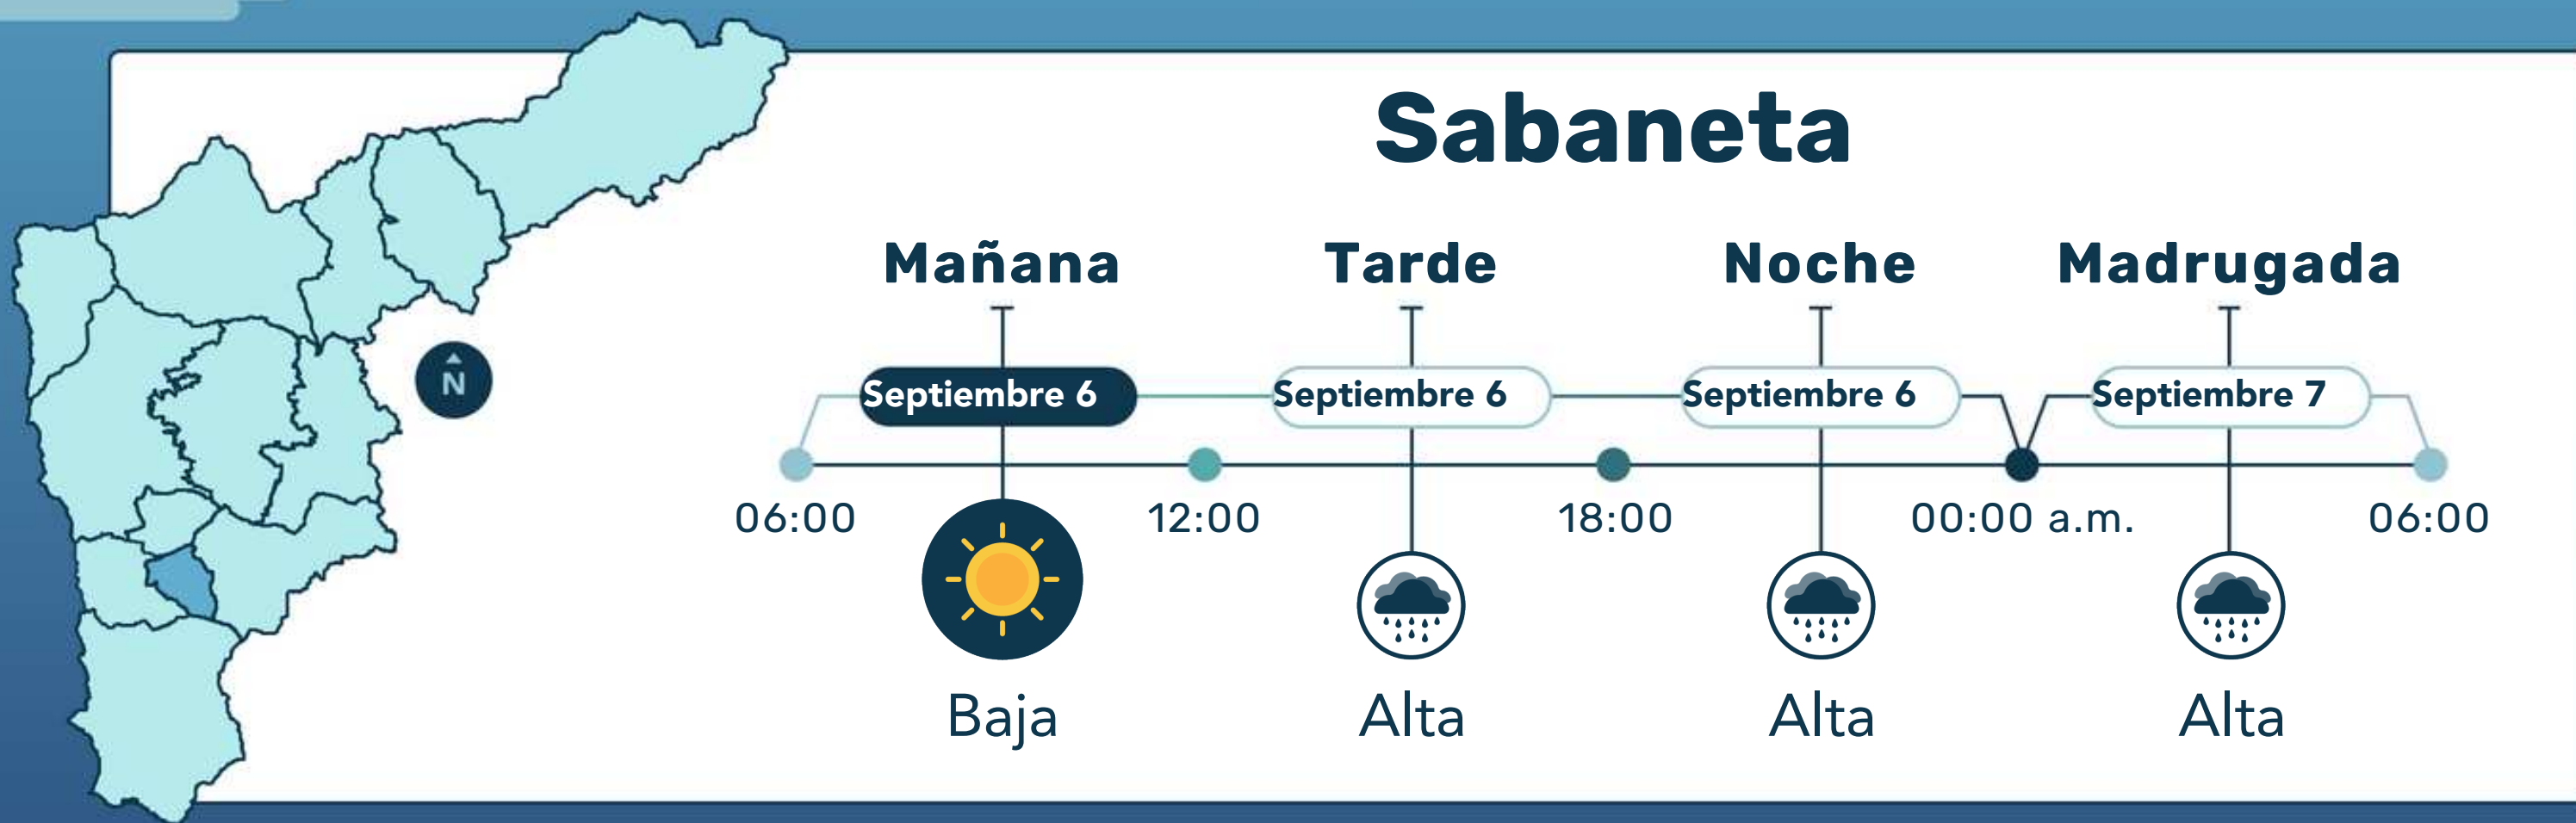 Sabaneta
Mañana Tarde Noche Madrugada
N
Septiembre 6 Septiembre 6 Septiembre 6 Septiembre 7
06:00 12:00 18:00 00:00 a.m. 06:00
Baja Alta Alta Alta